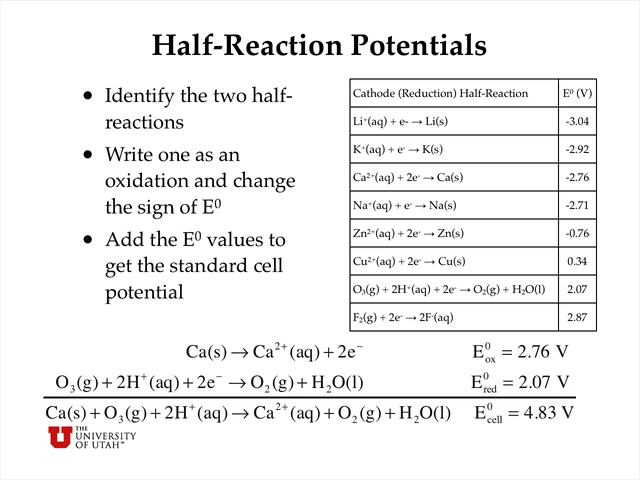 Half-Reaction Potentials
• Identify the two half-
reactions
• Write one as an
oxidation and change
the sign of E⁰
• Add the E⁰ values to
get the standard cell
potential
Cathode (Reduction) Half-Reaction E⁰ (V)
Li⁺(aq) + e- → Li(s) -3.04
K⁺(aq) + e⁻ → K(s) -2.92
Ca²⁺(aq) + 2e⁻ → Ca(s) -2.76
Na⁺(aq) + e⁻ → Na(s) -2.71
Zn²⁺(aq) + 2e⁻ → Zn(s) -0.76
Cu²⁺(aq) + 2e⁻ → Cu(s) 0.34
O₃(g) + 2H⁺(aq) + 2e⁻ → O₂(g) + H₂O(l) 2.07
F₂(g) + 2e⁻ → 2F⁻(aq) 2.87
Ca(s) → Ca²⁺(aq) + 2e⁻ E⁰ox = 2.76 V
O₃(g) + 2H⁺(aq) + 2e⁻ → O₂(g) + H₂O(l) E⁰red = 2.07 V
Ca(s) + O₃(g) + 2H⁺(aq) → Ca²⁺(aq) + O₂(g) + H₂O(l) E⁰cell = 4.83 V
U THE
UNIVERSITY
OF UTAH™